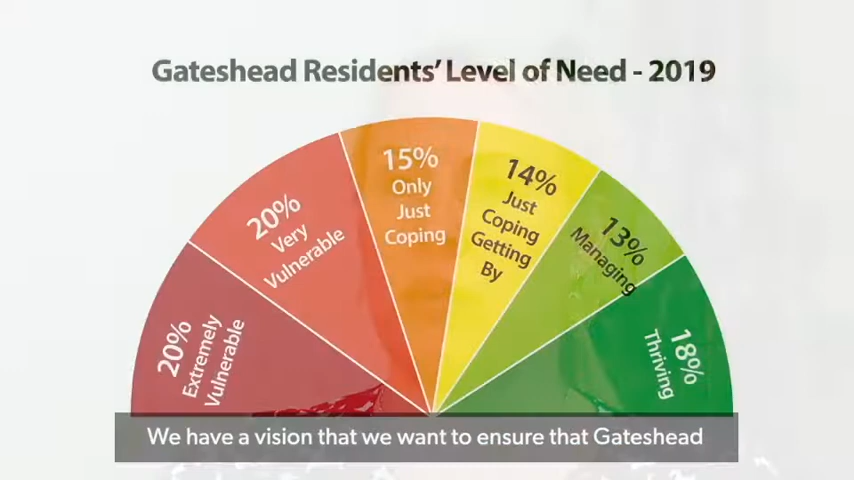 Gateshead Residents' Level of Need - 2019
20%
Extremely
Vulnerable
20%
Very
Vulnerable
15%
Only
Just
Coping
14%
Just
Coping
Getting
By
13%
Managing
18%
Thriving
We have a vision that we want to ensure that Gateshead